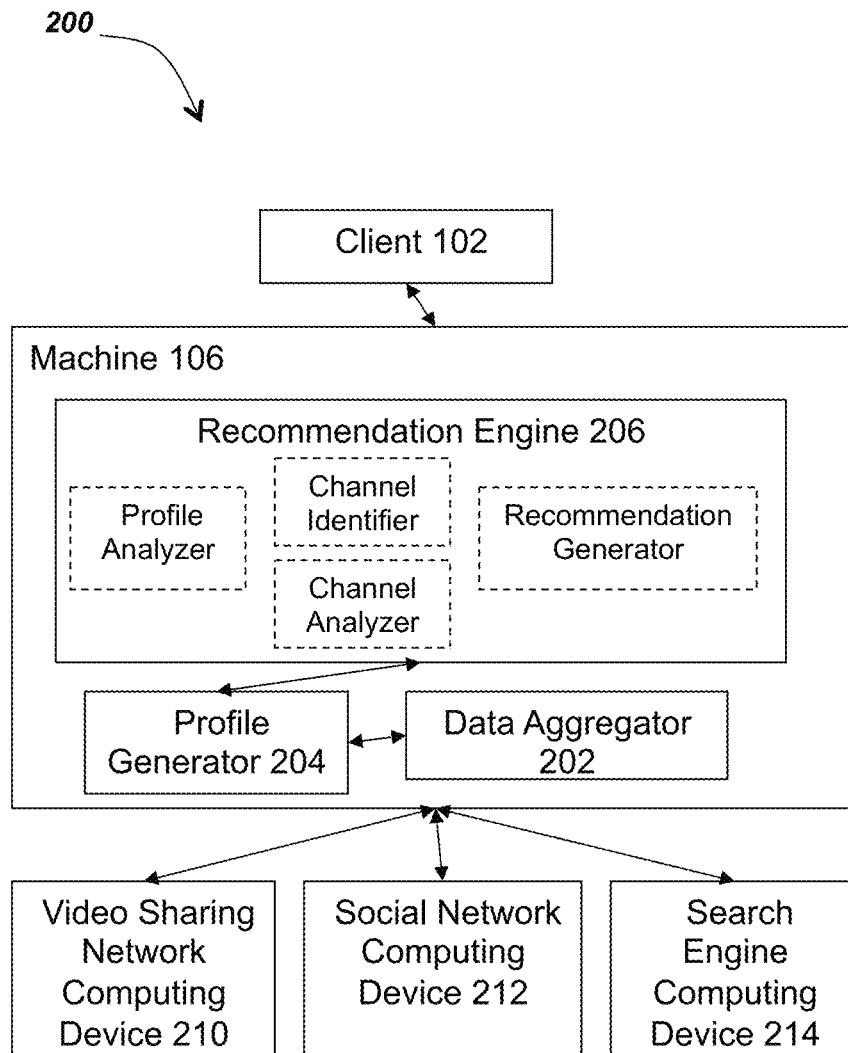 200
Client 102
Machine 106
Recommendation Engine 206
Profile
Analyzer
Channel
Identifier
Channel
Analyzer
Recommendation
Generator
Profile
Generator 204
Data Aggregator
202
Video Sharing
Network
Computing
Device 210
Social Network
Computing
Device 212
Search
Engine
Computing
Device 214